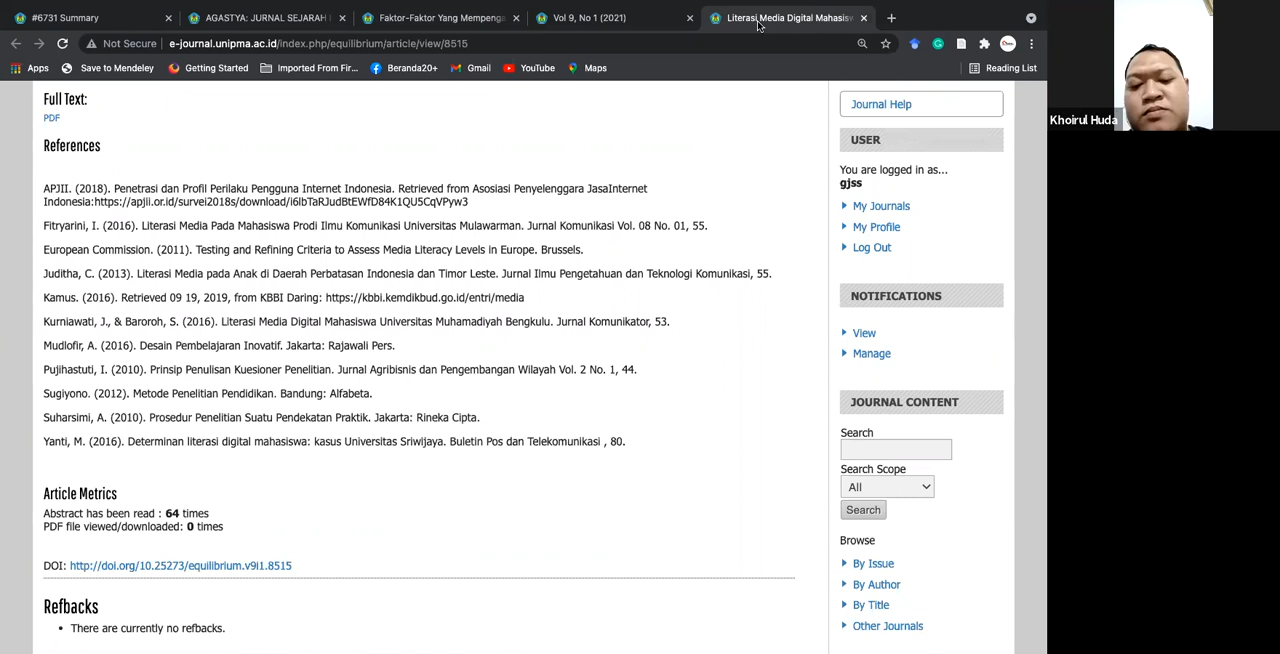 #6731 Summary
AGASTYA: JURNAL SEJARAH
Faktor-Faktor Yang Mempenga
Vol 9, No 1 (2021)
Literasi Media Digital Mahasisw
Not Secure
e-journal.unipma.ac.id/index.php/equilibrium/article/view/8515
Apps
Save to Mendeley
Getting Started
Imported From Fir...
Beranda20+
Gmail
YouTube
Maps
Reading List
Full Text:
PDF
References
APJII. (2018). Penetrasi dan Profil Perilaku Pengguna Internet Indonesia. Retrieved from Asosiasi Penyelenggara JasaInternet
Indonesia:https://apjii.or.id/survei2018s/download/i6lbTaRJudBtEWfD84K1QU5CqVPyw3
Fitryarini, I. (2016). Literasi Media Pada Mahasiswa Prodi Ilmu Komunikasi Universitas Mulawarman. Jurnal Komunikasi Vol. 08 No. 01, 55.
European Commission. (2011). Testing and Refining Criteria to Assess Media Literacy Levels in Europe. Brussels.
Juditha, C. (2013). Literasi Media pada Anak di Daerah Perbatasan Indonesia dan Timor Leste. Jurnal Ilmu Pengetahuan dan Teknologi Komunikasi, 55.
Kamus. (2016). Retrieved 09 19, 2019, from KBBI Daring: https://kbbi.kemdikbud.go.id/entri/media
Kurniawati, J., & Baroroh, S. (2016). Literasi Media Digital Mahasiswa Universitas Muhamadiyah Bengkulu. Jurnal Komunikator, 53.
Mudlofir, A. (2016). Desain Pembelajaran Inovatif. Jakarta: Rajawali Pers.
Pujihastuti, I. (2010). Prinsip Penulisan Kuesioner Penelitian. Jurnal Agribisnis dan Pengembangan Wilayah Vol. 2 No. 1, 44.
Sugiyono. (2012). Metode Penelitian Pendidikan. Bandung: Alfabeta.
Suharsimi, A. (2010). Prosedur Penelitian Suatu Pendekatan Praktik. Jakarta: Rineka Cipta.
Yanti, M. (2016). Determinan literasi digital mahasiswa: kasus Universitas Sriwijaya. Buletin Pos dan Telekomunikasi , 80.
Article Metrics
Abstract has been read : 64 times
PDF file viewed/downloaded: 0 times
DOI: http://doi.org/10.25273/equilibrium.v9i1.8515
Refbacks
• There are currently no refbacks.
Journal Help
USER
You are logged in as...
gjss
My Journals
My Profile
Log Out
NOTIFICATIONS
View
Manage
JOURNAL CONTENT
Search
Search Scope
All
Search
Browse
By Issue
By Author
By Title
Other Journals
Khoirul Huda